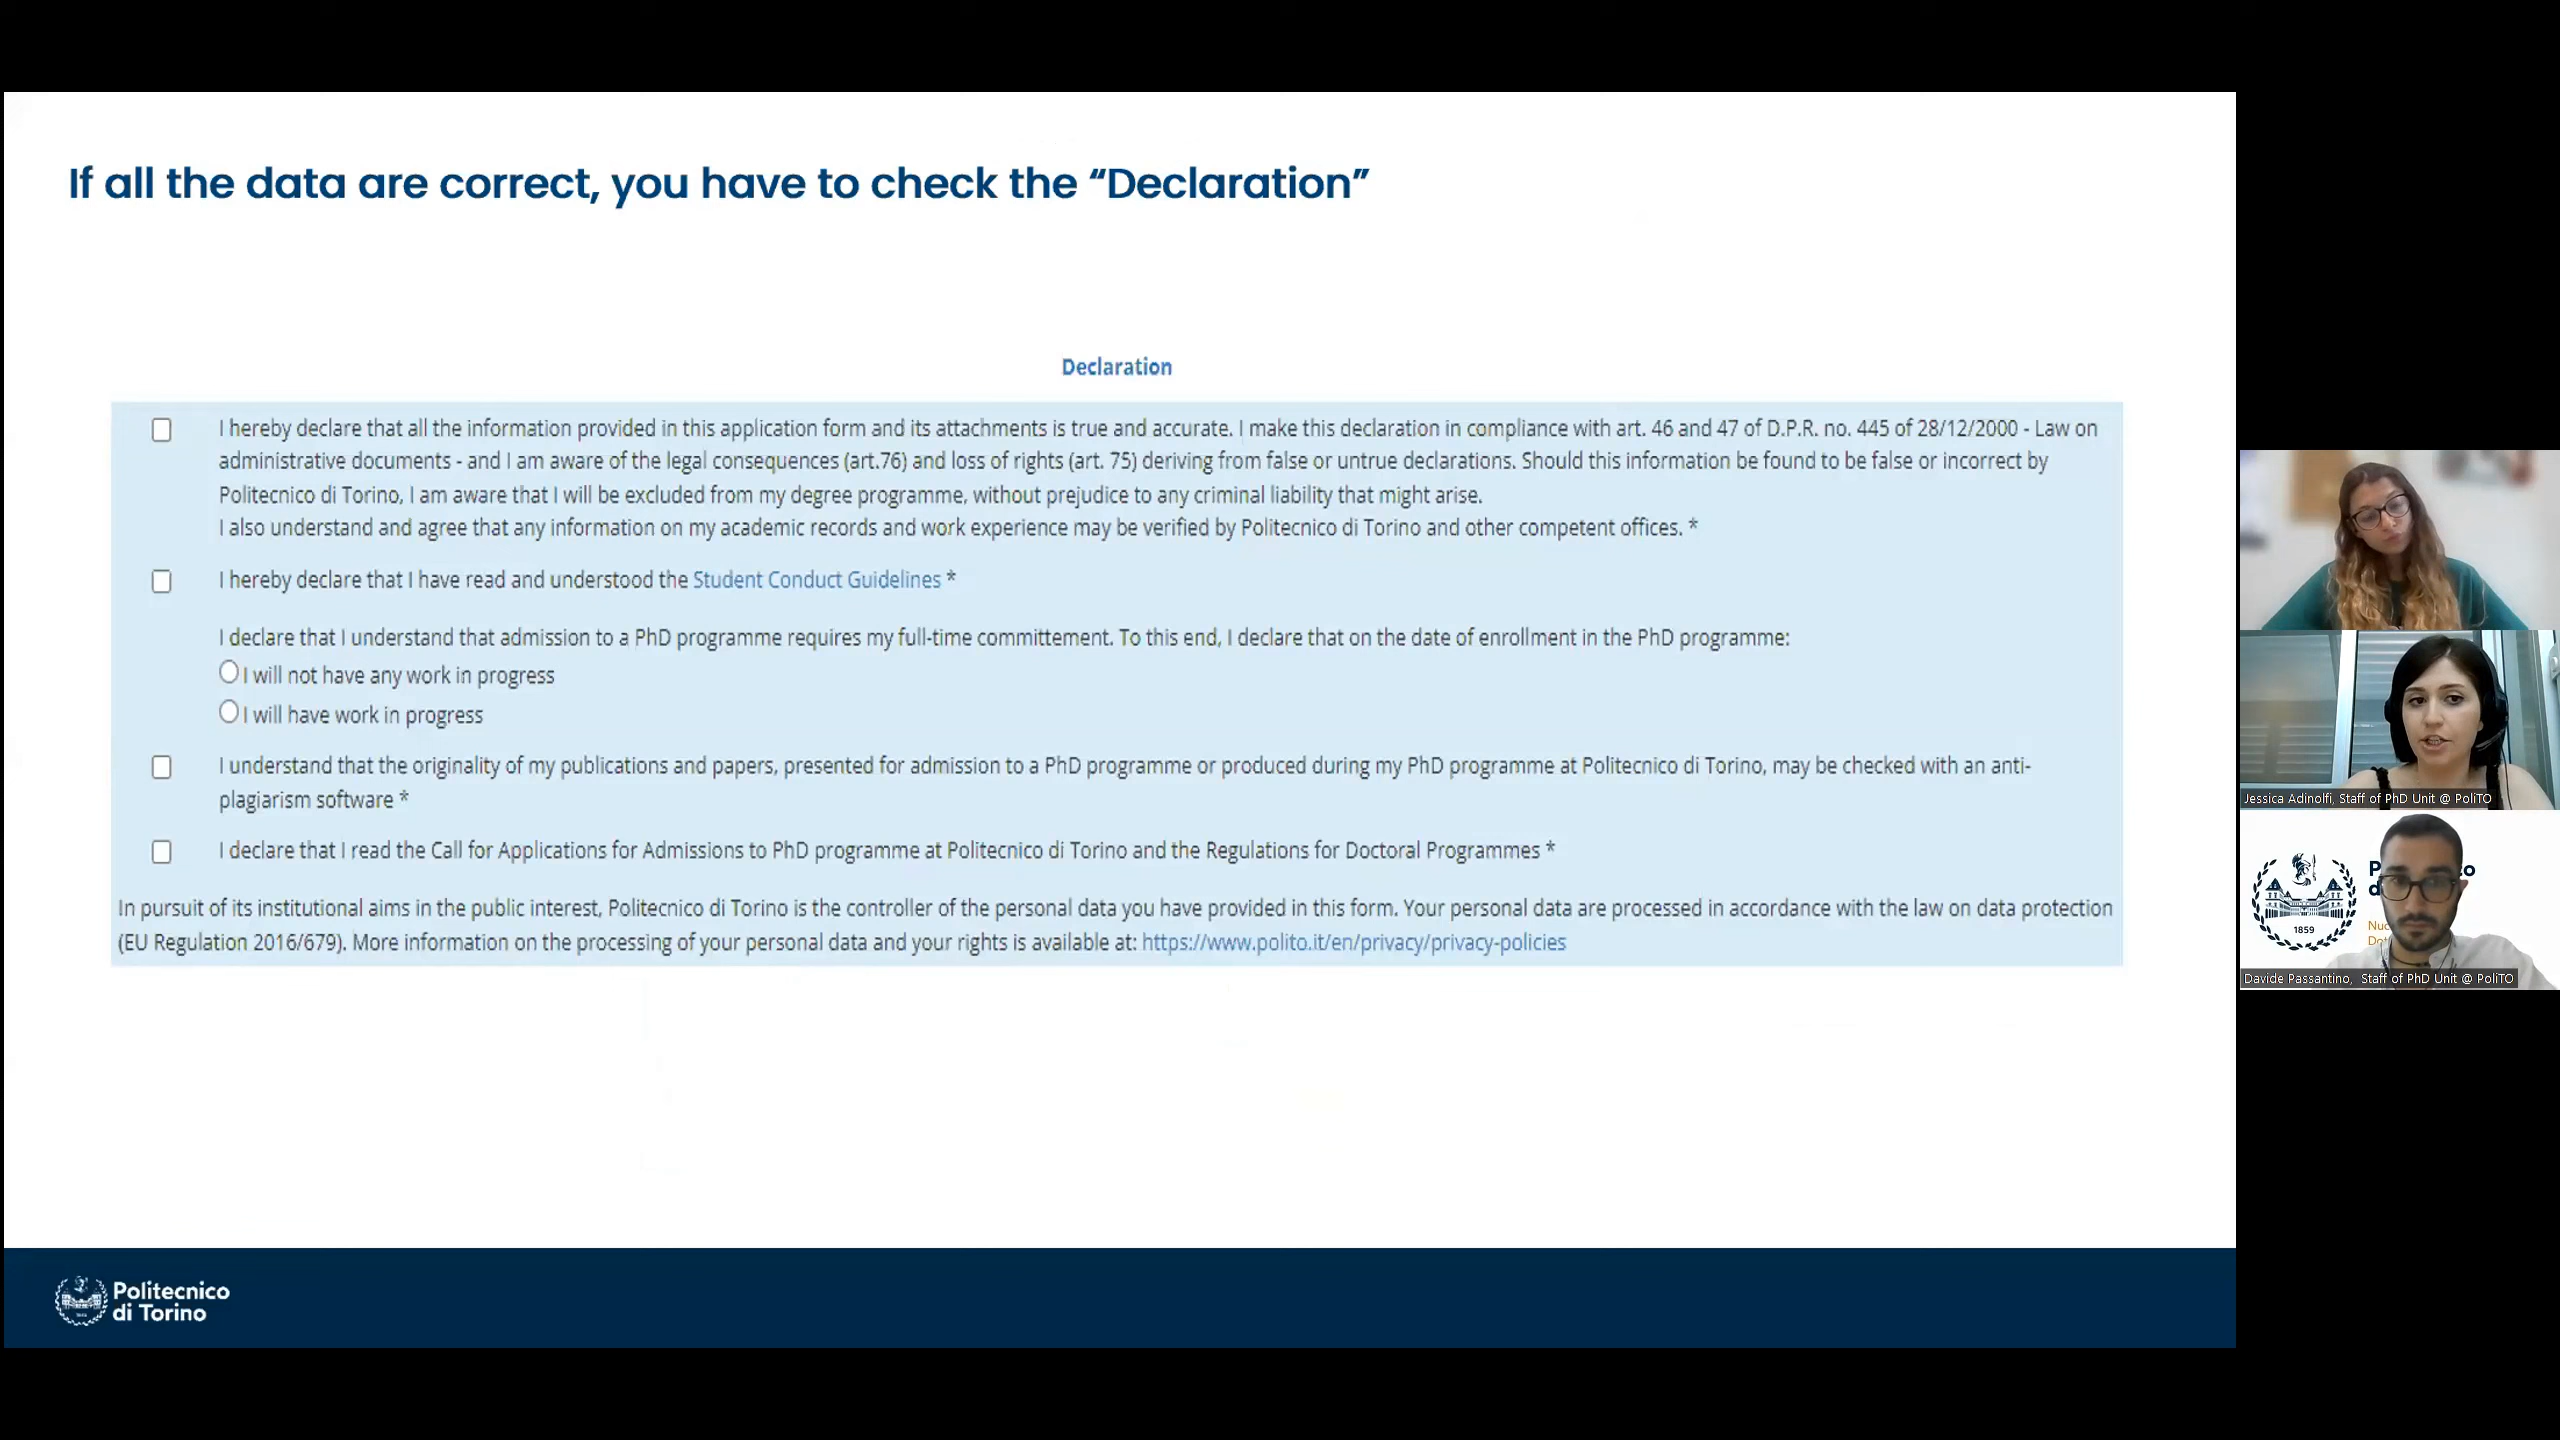 If all the data are correct, you have to check the “Declaration”
Declaration
I hereby declare that all the information provided in this application form and its attachments is true and accurate. I make this declaration in compliance with art. 46 and 47 of D.P.R. no. 445 of 28/12/2000 - Law on
administrative documents - and I am aware of the legal consequences (art.76) and loss of rights (art. 75) deriving from false or untrue declarations. Should this information be found to be false or incorrect by
Politecnico di Torino, I am aware that I will be excluded from my degree programme, without prejudice to any criminal liability that might arise.
I also understand and agree that any information on my academic records and work experience may be verified by Politecnico di Torino and other competent offices. *
I hereby declare that I have read and understood the Student Conduct Guidelines *
I declare that I understand that admission to a PhD programme requires my full-time committement. To this end, I declare that on the date of enrollment in the PhD programme:
I will not have any work in progress
I will have work in progress
I understand that the originality of my publications and papers, presented for admission to a PhD programme or produced during my PhD programme at Politecnico di Torino, may be checked with an anti-
plagiarism software *
I declare that I read the Call for Applications for Admissions to PhD programme at Politecnico di Torino and the Regulations for Doctoral Programmes *
In pursuit of its institutional aims in the public interest, Politecnico di Torino is the controller of the personal data you have provided in this form. Your personal data are processed in accordance with the law on data protection
(EU Regulation 2016/679). More information on the processing of your personal data and your rights is available at: https://www.polito.it/en/privacy/privacy-policies
Politecnico
di Torino
Jessica Adinolfi, Staff of PhD Unit @ PoliTO
1859
Davide Passantino, Staff of PhD Unit @ PoliTO